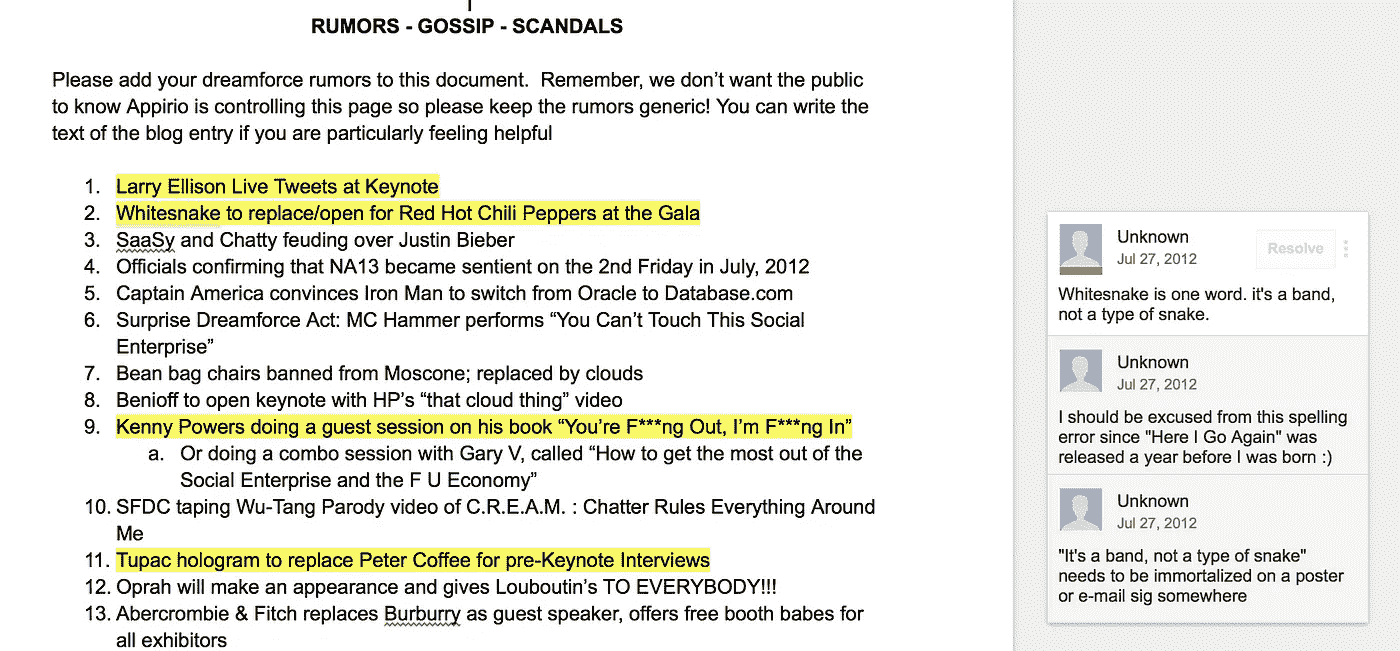 RUMORS - GOSSIP - SCANDALS
Please add your dreamforce rumors to this document.  Remember, we don’t want the public
to know Appirio is controlling this page so please keep the rumors generic! You can write the
text of the blog entry if you are particularly feeling helpful
1. Larry Ellison Live Tweets at Keynote
2. Whitesnake to replace/open for Red Hot Chili Peppers at the Gala
3. SaaSy and Chatty feuding over Justin Bieber
4. Officials confirming that NA13 became sentient on the 2nd Friday in July, 2012
5. Captain America convinces Iron Man to switch from Oracle to Database.com
6. Surprise Dreamforce Act: MC Hammer performs “You Can’t Touch This Social
Enterprise”
7. Bean bag chairs banned from Moscone; replaced by clouds
8. Benioff to open keynote with HP’s “that cloud thing” video
9. Kenny Powers doing a guest session on his book “You’re F***ng Out, I’m F***ng In”
a. Or doing a combo session with Gary V, called “How to get the most out of the
Social Enterprise and the F U Economy”
10. SFDC taping Wu-Tang Parody video of C.R.E.A.M. : Chatter Rules Everything Around
Me
11. Tupac hologram to replace Peter Coffee for pre-Keynote Interviews
12. Oprah will make an appearance and gives Louboutin’s TO EVERYBODY!!!
13. Abercrombie & Fitch replaces Burburry as guest speaker, offers free booth babes for
all exhibitors
Unknown
Jul 27, 2012
Resolve
Whitesnake is one word. it's a band,
not a type of snake.
Unknown
Jul 27, 2012
I should be excused from this spelling
error since "Here I Go Again" was
released a year before I was born :)
Unknown
Jul 27, 2012
"It's a band, not a type of snake"
needs to be immortalized on a poster
or e-mail sig somewhere